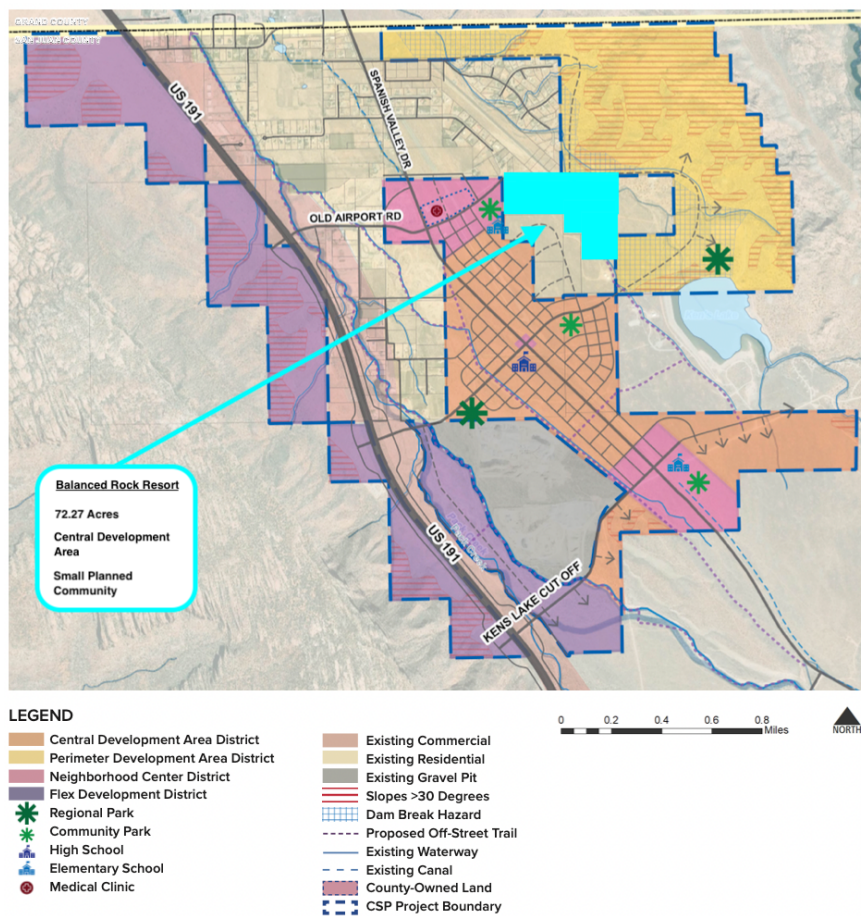 GRAND COUNTY
SAN JUAN COUNTY
US 191
SPANISH VALLEY DR
OLD AIRPORT RD
Balanced Rock Resort
72.27 Acres
Central Development
Area
Small Planned
Community
US 191
KENS LAKE CUT OFF
LEGEND
Central Development Area District
Perimeter Development Area District
Neighborhood Center District
Flex Development District
Regional Park
Community Park
High School
Elementary School
Medical Clinic
Existing Commercial
Existing Residential
Existing Gravel Pit
Slopes >30 Degrees
Dam Break Hazard
Proposed Off-Street Trail
Existing Waterway
Existing Canal
County-Owned Land
CSP Project Boundary
0 0.2 0.4 0.6 0.8
Miles
NORTH